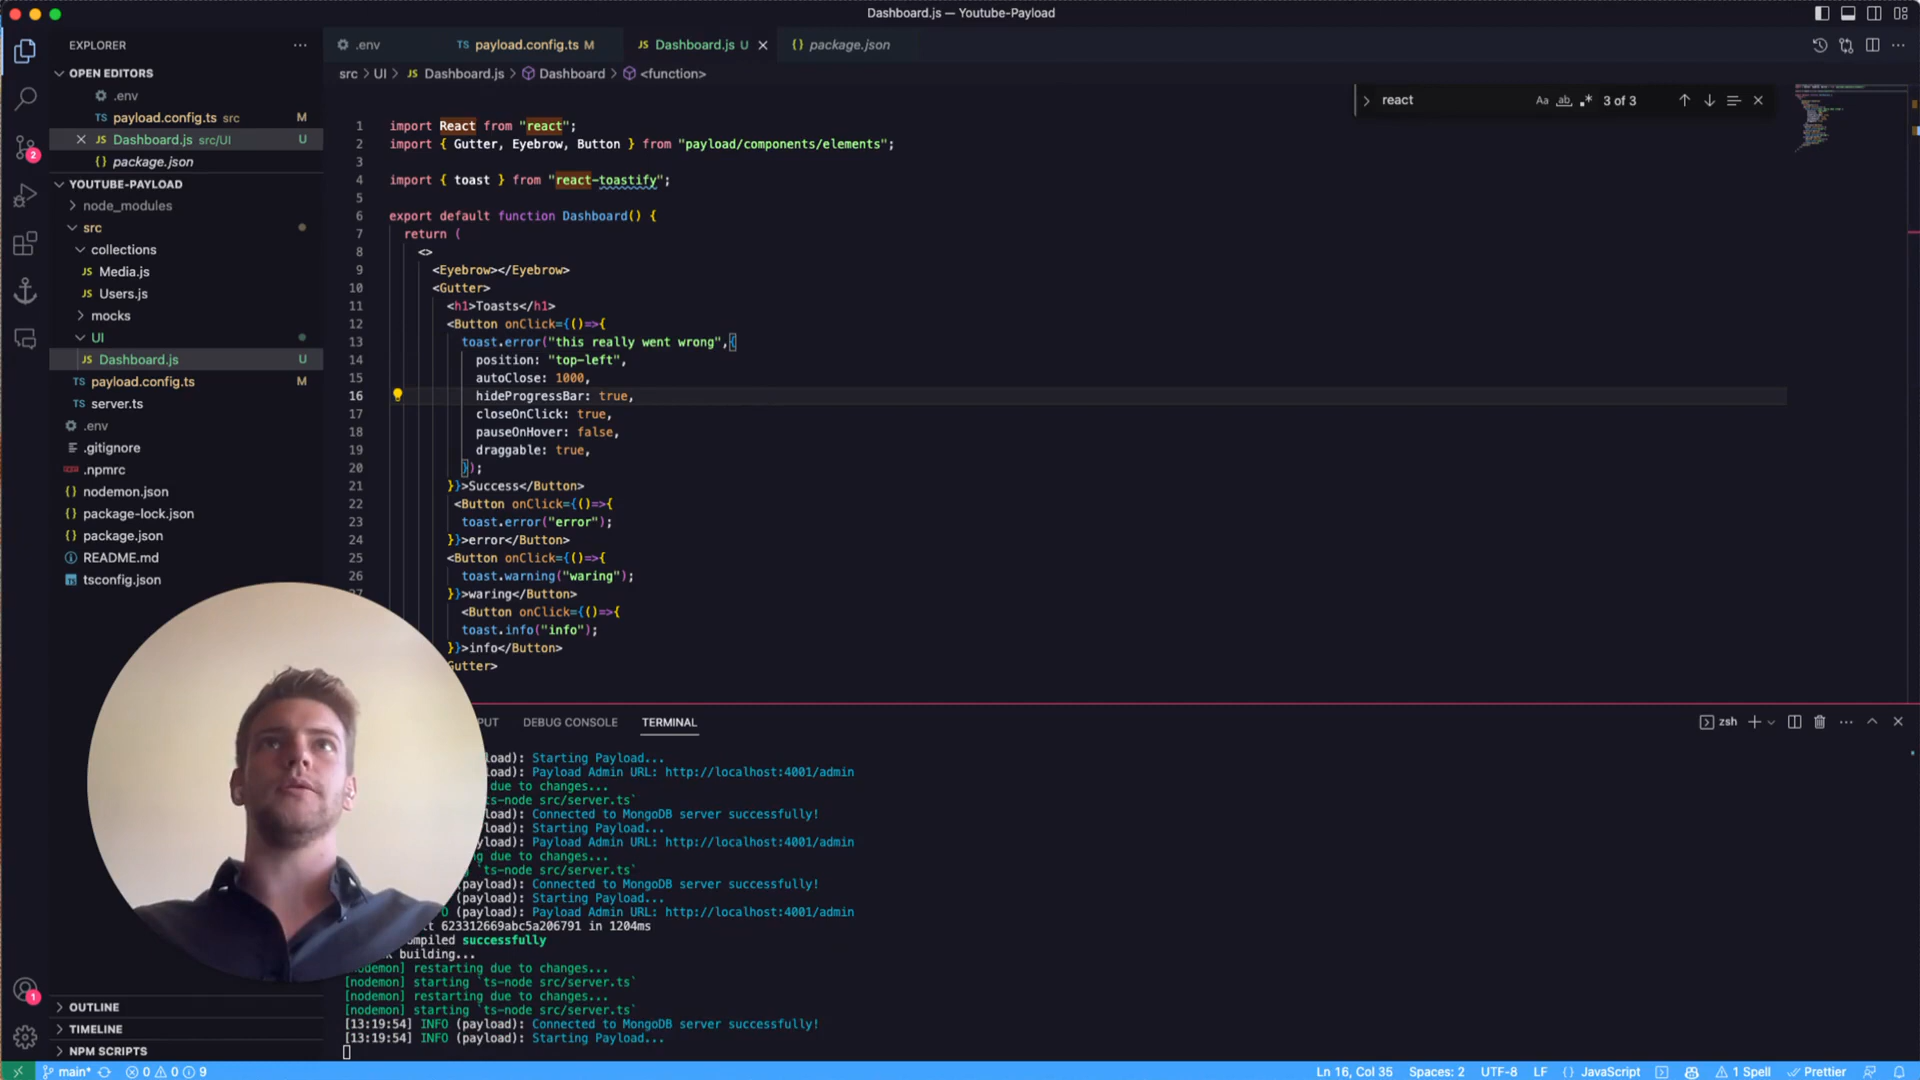 Dashboard.js — Youtube-Payload
EXPLORER
.env
payload.config.ts M
Dashboard.js U
package.json
OPEN EDITORS
.env
payload.config.ts src M
Dashboard.js src/UI U
package.json
YOUTUBE-PAYLOAD
node_modules
src
collections
JS Media.js
JS Users.js
mocks
UI
JS Dashboard.js U
TS payload.config.ts M
TS server.ts
.env
.gitignore
.npmrc
nodemon.json
package-lock.json
package.json
README.md
tsconfig.json
OUTLINE
TIMELINE
NPM SCRIPTS
src > UI > JS Dashboard.js > Dashboard > <function>
react
Aa ab .* 3 of 3
1 import React from "react";
2 import { Gutter, Eyebrow, Button } from "payload/components/elements";
3
4 import { toast } from "react-toastify";
5
6 export default function Dashboard() {
7 return (
8 <>
9 <Eyebrow></Eyebrow>
10 <Gutter>
11 <h1>Toasts</h1>
12 <Button onClick={()=>{
13 toast.error("this really went wrong",{
14 position: "top-left",
15 autoClose: 1000,
16 hideProgressBar: true,
17 closeOnClick: true,
18 pauseOnHover: false,
19 draggable: true,
20 });
21 }}>Success</Button>
22 <Button onClick={()=>{
23 toast.error("error");
24 }}>error</Button>
25 <Button onClick={()=>{
26 toast.warning("waring");
}}>waring</Button>
<Button onClick={()=>{
toast.info("info");
}}>info</Button>
Gutter>
PUT DEBUG CONSOLE TERMINAL
zsh
load): Starting Payload...
load): Payload Admin URL: http://localhost:4001/admin
due to changes...
ts-node src/server.ts`
load): Connected to MongoDB server successfully!
load): Starting Payload...
load): Payload Admin URL: http://localhost:4001/admin
g due to changes...
`ts-node src/server.ts`
payload): Connected to MongoDB server successfully!
(payload): Starting Payload...
O (payload): Payload Admin URL: http://localhost:4001/admin
lt 623312669abc5a206791 in 1204ms
ompiled successfully
k building...
[nodemon] restarting due to changes...
[nodemon] starting `ts-node src/server.ts`
[nodemon] restarting due to changes...
[nodemon] starting `ts-node src/server.ts`
[13:19:54] INFO (payload): Connected to MongoDB server successfully!
[13:19:54] INFO (payload): Starting Payload...
main* 0 0 9
Ln 16, Col 35 Spaces: 2 UTF-8 LF {} JavaScript 1 Spell Prettier